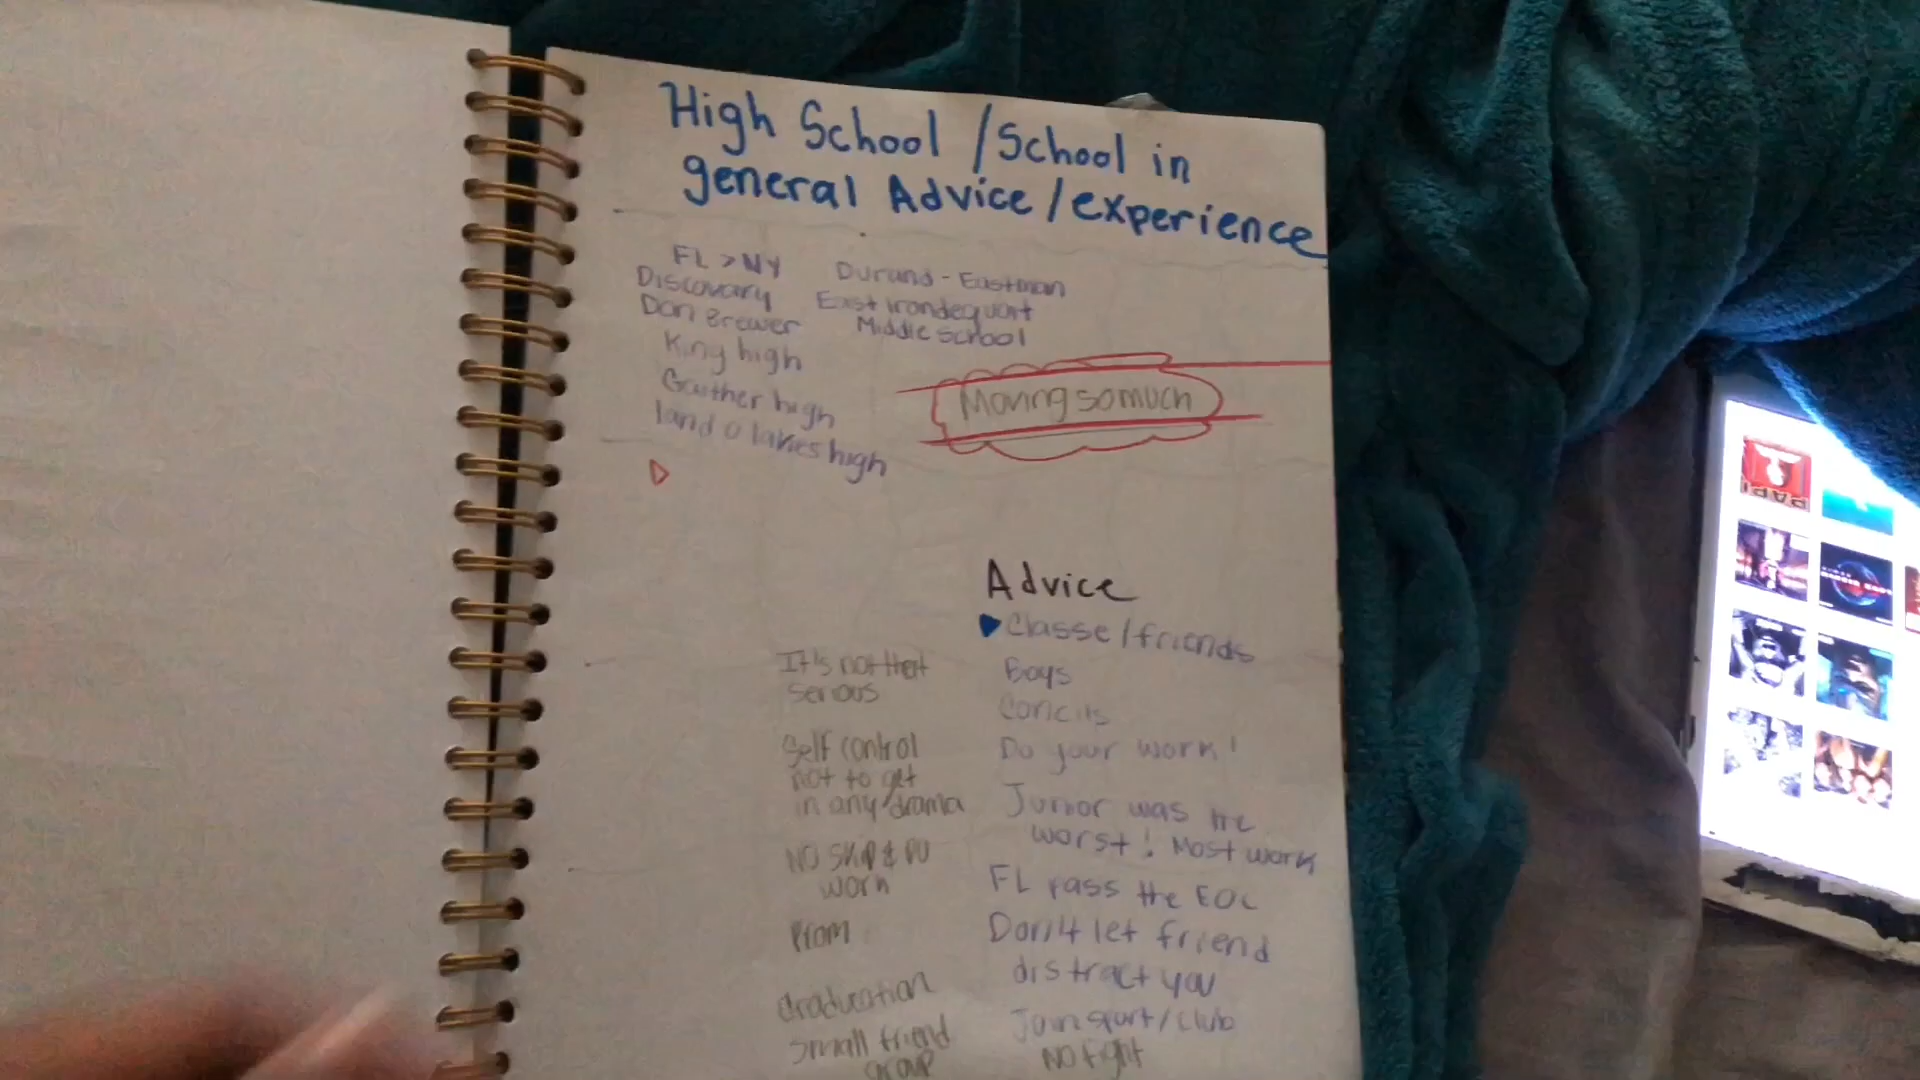 High School / School in
general Advice / experience
FL > NY
Discovary
Don Brewer
King high
Gaither high
land o lakes high
Durand - Eastman
East irondequoit
Middle school
Moving so much
Advice
Classe / friends
Boys
Do your work!
Junior was the
worst! Most work
FL pass the EOC
Don't let friend
distract you
Join sport / club
No fight
It's not that
serious
Self control
not to get
in any drama
NO Skip & DO
work
Prom
Graducation
small friend
group
PAPI